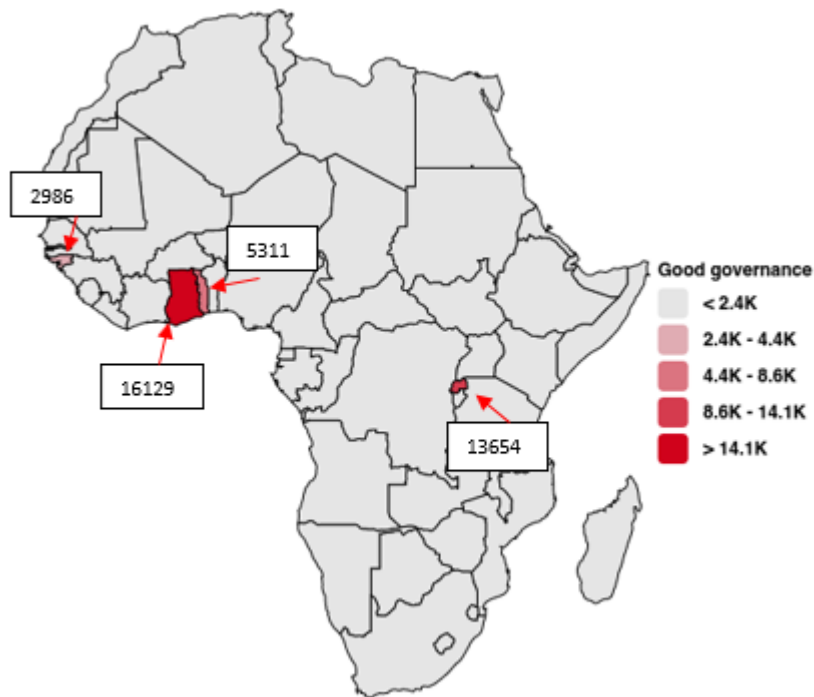 2986
5311
16129
13654
Good governance
< 2.4K
2.4K - 4.4K
4.4K - 8.6K
8.6K - 14.1K
> 14.1K